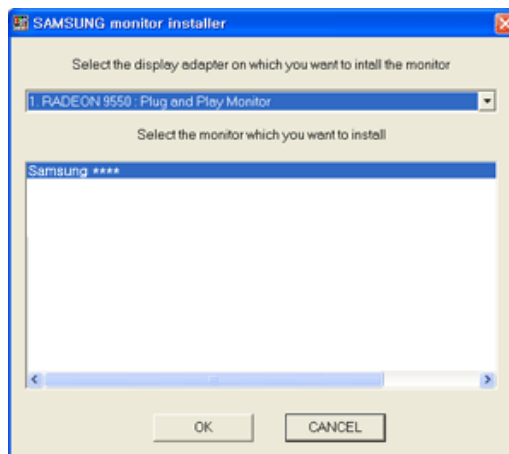 SAMSUNG monitor installer
Select the display adapter on which you want to intall the monitor
1. RADEON 9550 : Plug and Play Monitor
Select the monitor which you want to install
Samsung ****
OK CANCEL